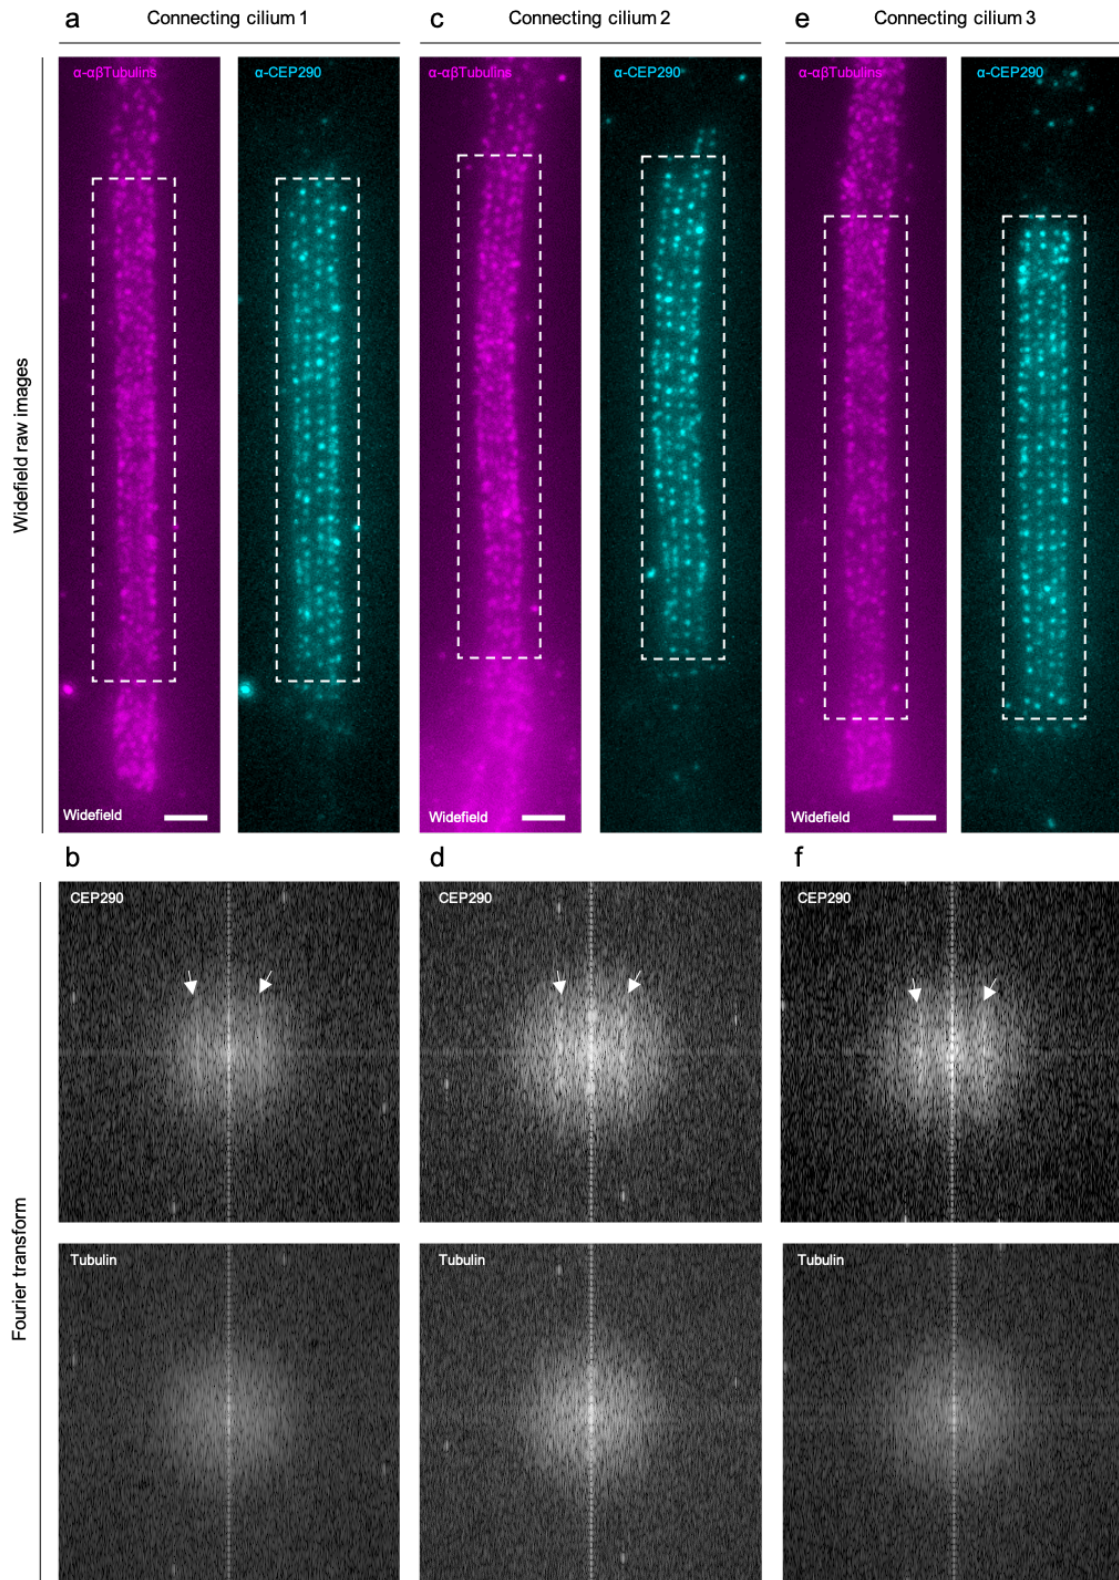 a
Connecting cilium 1
c
Connecting cilium 2
e
Connecting cilium 3
Widefield raw images
α-αβTubulins
α-CEP290
α-αβTubulins
α-CEP290
α-αβTubulins
α-CEP290
Widefield
Widefield
Widefield
b
d
f
Fourier transform
CEP290
CEP290
CEP290
Tubulin
Tubulin
Tubulin